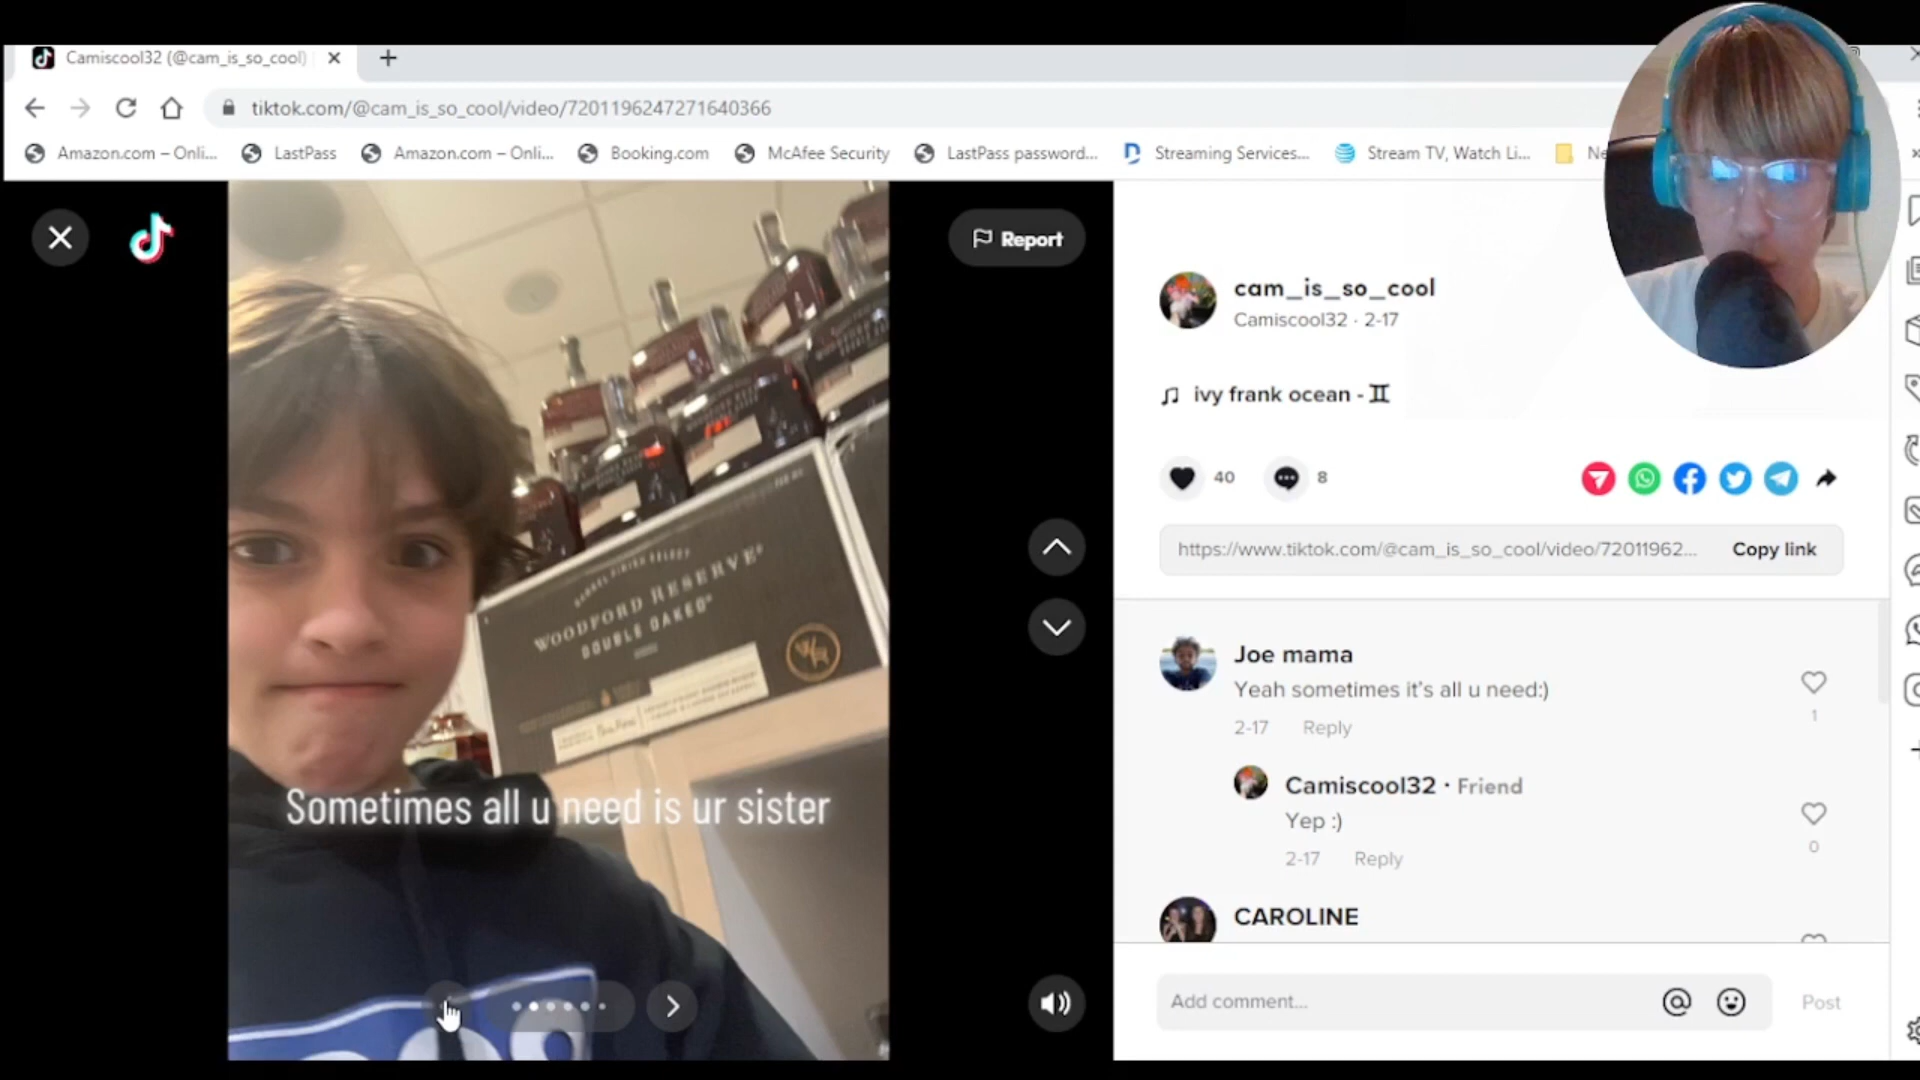 Camiscool32 (@cam_is_so_cool)
tiktok.com/@cam_is_so_cool/video/7201196247271640366
Amazon.com – Onli...
LastPass
Amazon.com – Onli...
Booking.com
McAfee Security
LastPass password...
Streaming Services...
Stream TV, Watch Li...
Ne
Report
WOODFORD RESERVE
DOUBLE OAKED
Sometimes all u need is ur sister
cam_is_so_cool
Camiscool32 · 2-17
ivy frank ocean - ♊
40
8
https://www.tiktok.com/@cam_is_so_cool/video/72011962...
Copy link
Joe mama
Yeah sometimes it's all u need:)
2-17 Reply
1
Camiscool32 · Friend
Yep :)
2-17 Reply
0
CAROLINE
Add comment...
Post